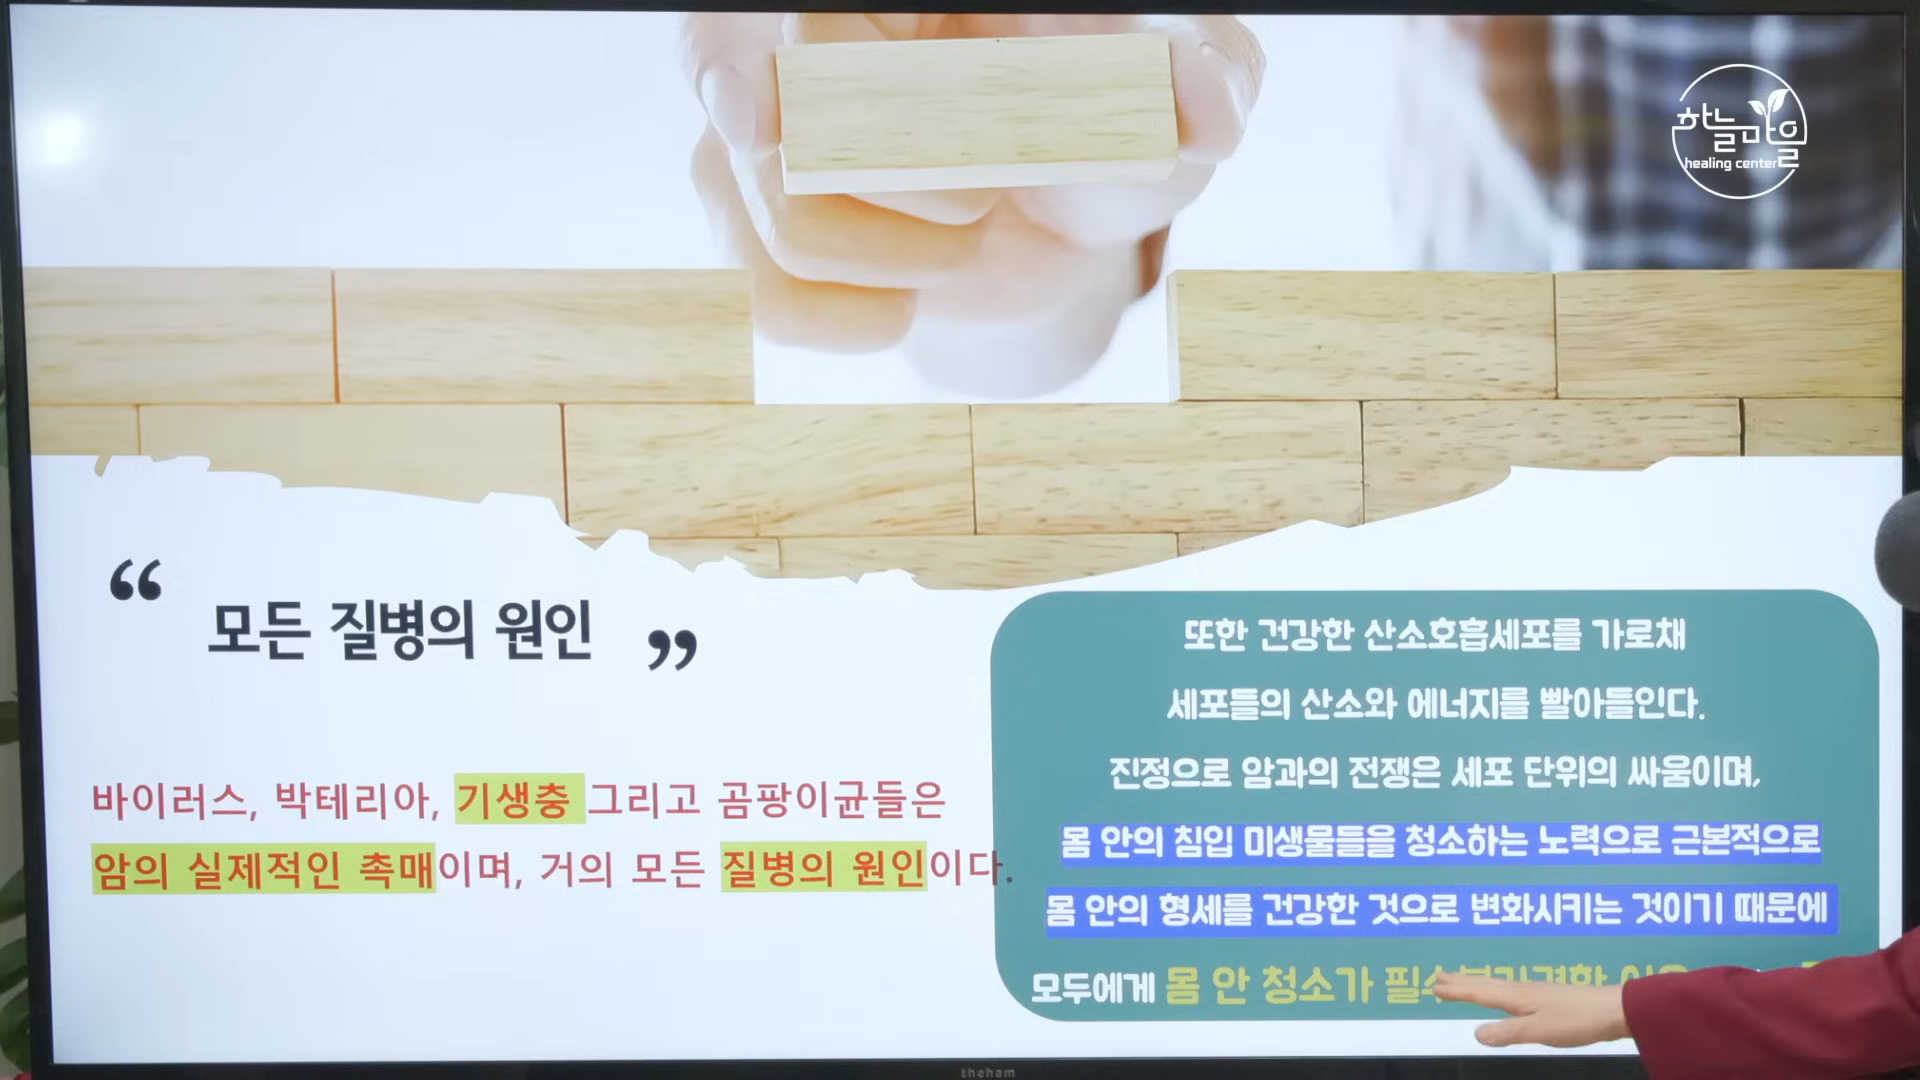 하늘마을
healing center
“ 모든 질병의 원인 ”
바이러스, 박테리아, 기생충 그리고 곰팡이균들은
암의 실제적인 촉매이며, 거의 모든 질병의 원인이다.
또한 건강한 산소호흡세포를 가로채
세포들의 산소와 에너지를 빨아들인다.
진정으로 암과의 전쟁은 세포 단위의 싸움이며,
몸 안의 침입 미생물들을 청소하는 노력으로 근본적으로
몸 안의 형세를 건강한 것으로 변화시키는 것이기 때문에
모두에게 몸 안 청소가
theham